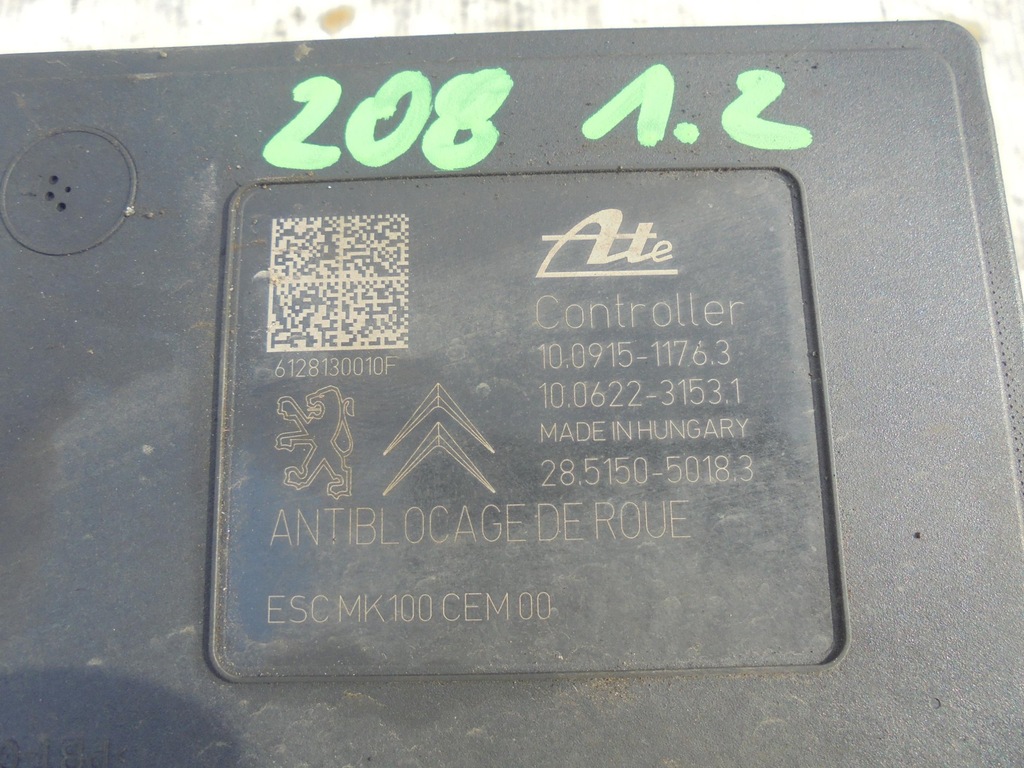 208 1.2
Ate
Controller
6128130010F
10.0915-1176.3
10.0622-3153.1
MADE IN HUNGARY
28.5150-5018.3
ANTIBLOCAGE DE ROUE
ESC MK100 CEM 00